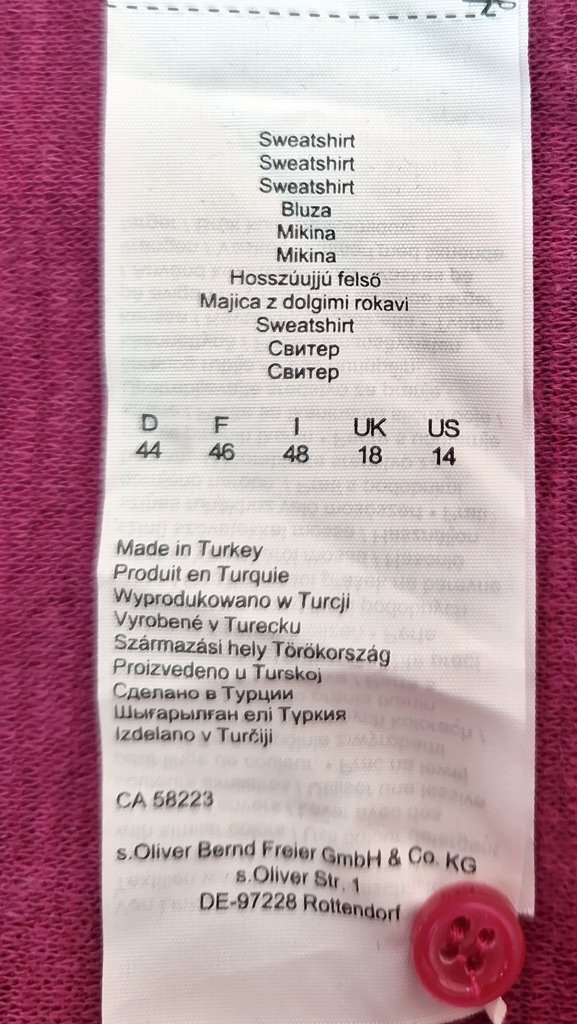 Sweatshirt
Sweatshirt
Sweatshirt
Bluza
Mikina
Mikina
Hosszúujjú felső
Majica z dolgimi rokavi
Sweatshirt
Свитер
Свитер
D F I UK US
44 46 48 18 14
Made in Turkey
Produit en Turquie
Wyprodukowano w Turcji
Vyrobené v Turecku
Származási hely Törökország
Proizvedeno u Turskoj
Сделано в Турции
Шығарылған елі Туркия
Izdelano v Turčiji
CA 58223
s.Oliver Bernd Freier GmbH & Co. KG
s.Oliver Str. 1
DE-97228 Rottendorf